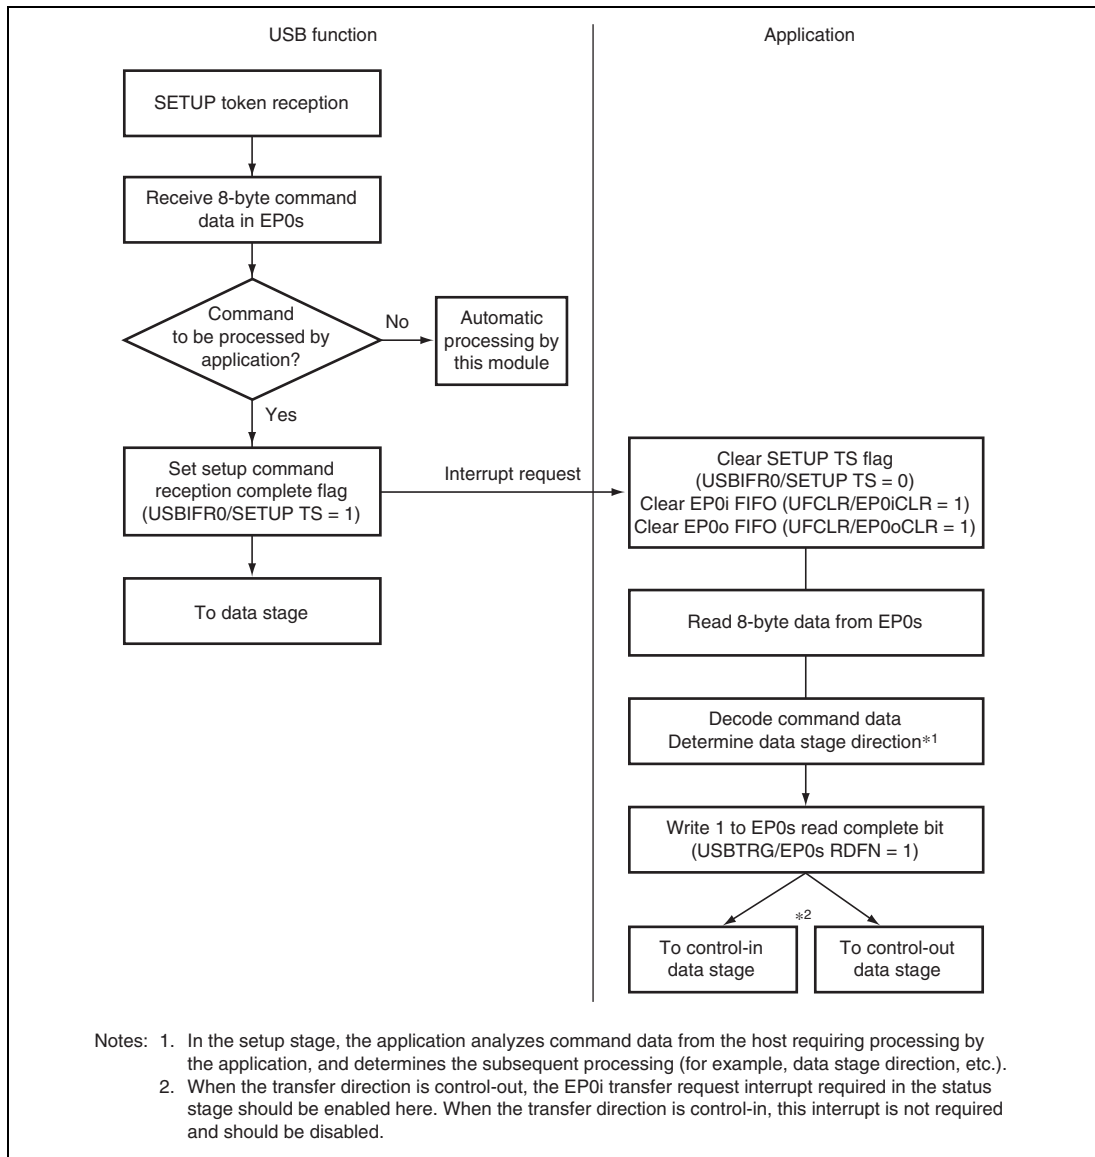 USB function
Application
SETUP token reception
Receive 8-byte command
data in EP0s
Command
to be processed by
application?
No
Automatic
processing by
this module
Yes
Set setup command
reception complete flag
(USBIFR0/SETUP TS = 1)
Interrupt request
To data stage
Clear SETUP TS flag
(USBIFR0/SETUP TS = 0)
Clear EP0i FIFO (UFCLR/EP0iCLR = 1)
Clear EP0o FIFO (UFCLR/EP0oCLR = 1)
Read 8-byte data from EP0s
Decode command data
Determine data stage direction*1
Write 1 to EP0s read complete bit
(USBTRG/EP0s RDFN = 1)
*2
To control-in
data stage
To control-out
data stage
Notes: 1. In the setup stage, the application analyzes command data from the host requiring processing by
the application, and determines the subsequent processing (for example, data stage direction, etc.).
2. When the transfer direction is control-out, the EP0i transfer request interrupt required in the status
stage should be enabled here. When the transfer direction is control-in, this interrupt is not required
and should be disabled.